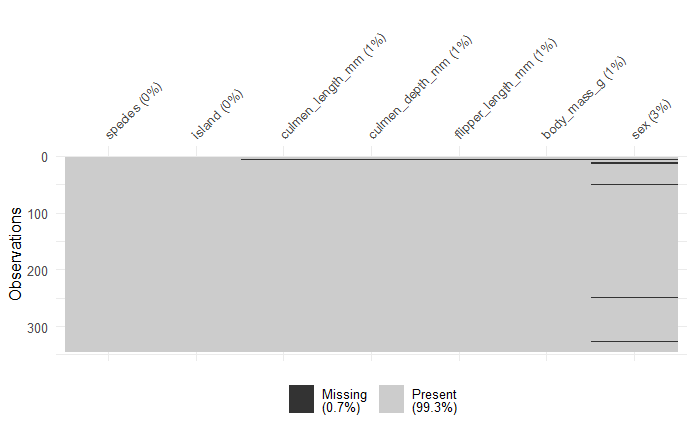 spedes (0%)
Island (0%)
culmen_length_mm (1%)
culmen_depth_mm (1%)
flipper_length_mm (1%)
body_mass_g (1%)
sex (3%)
0
100
200
300
Observations
Missing
(0.7%)
Present
(99.3%)